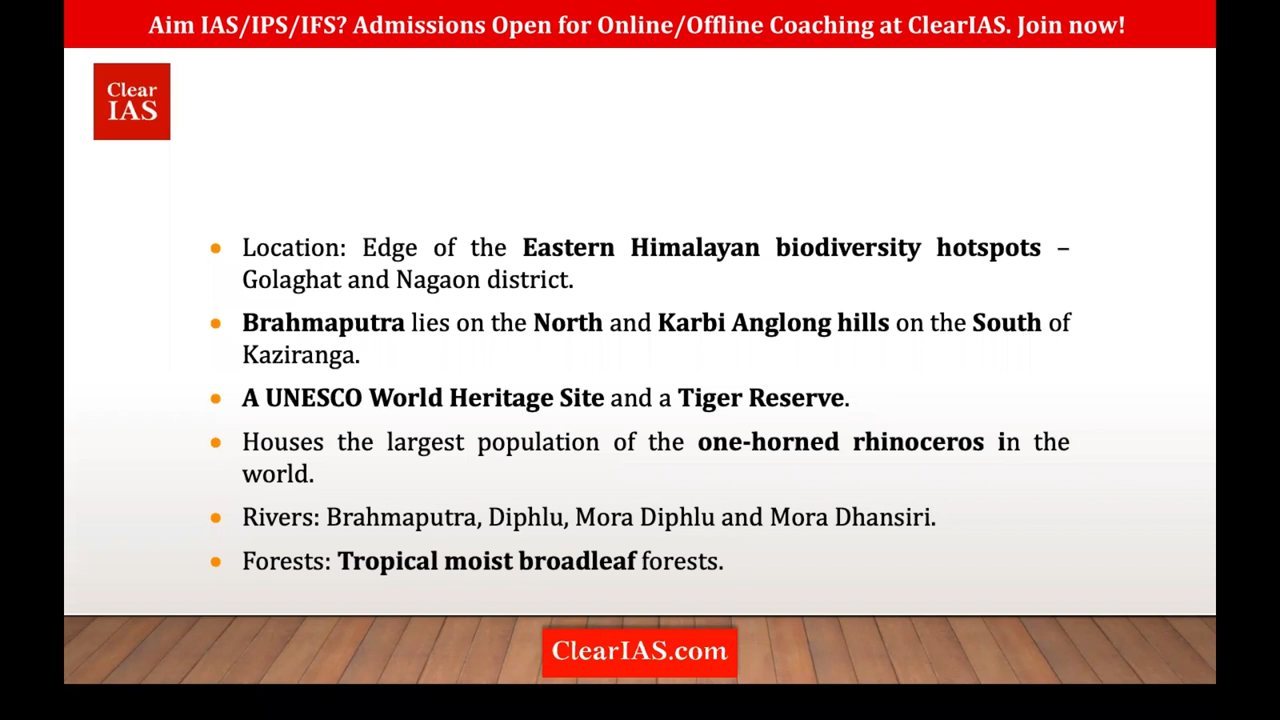 Aim IAS/IPS/IFS? Admissions Open for Online/Offline Coaching at ClearIAS. Join now!
Clear
IAS
• Location: Edge of the Eastern Himalayan biodiversity hotspots –
Golaghat and Nagaon district.
• Brahmaputra lies on the North and Karbi Anglong hills on the South of
Kaziranga.
• A UNESCO World Heritage Site and a Tiger Reserve.
• Houses the largest population of the one-horned rhinoceros in the
world.
• Rivers: Brahmaputra, Diphlu, Mora Diphlu and Mora Dhansiri.
• Forests: Tropical moist broadleaf forests.
ClearIAS.com